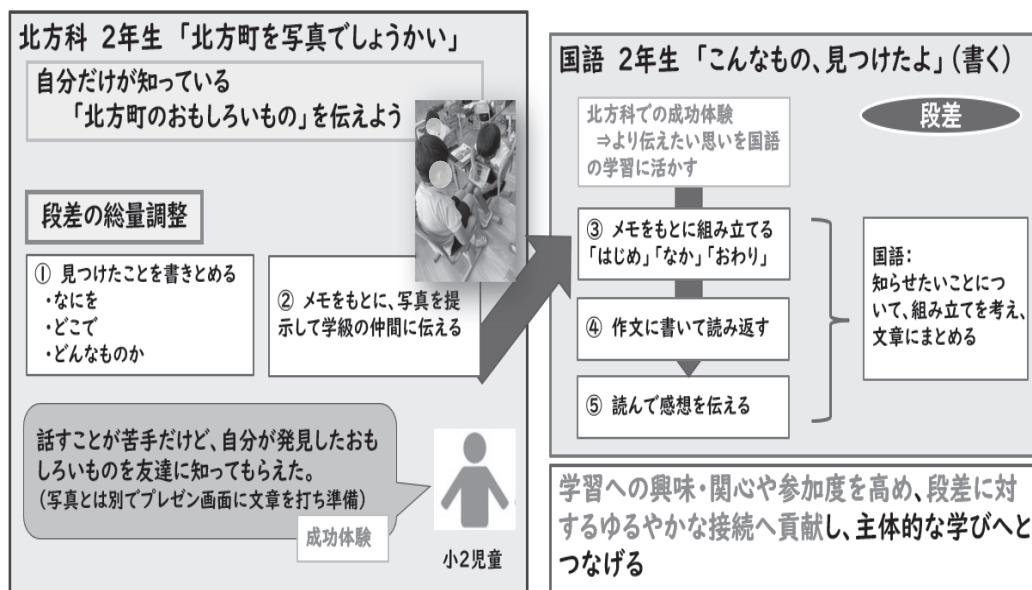 北方科 2年生 「北方町を写真でしょうかい」
自分だけが知っている
「北方町のおもしろいもの」を伝えよう
段差の総量調整
① 見つけたことを書きとめる
・なにを
・どこで
・どんなものか
② メモをもとに、写真を提
示して学級の仲間に伝える
話すことが苦手だけど、自分が発見したおも
しろいものを友達に知ってもらえた。
(写真とは別でプレゼン画面に文章を打ち準備)
成功体験
小2児童
国語 2年生 「こんなもの、見つけたよ」(書く)
北方科での成功体験
⇒より伝えたい思いを国語
の学習に活かす
段差
③ メモをもとに組み立てる
「はじめ」「なか」「おわり」
④ 作文に書いて読み返す
⑤ 読んで感想を伝える
国語:
知らせたいことにつ
いて、組み立てを考え、
文章にまとめる
学習への興味・関心や参加度を高め、段差に対
するゆるやかな接続へ貢献し、主体的な学びへと
つなげる